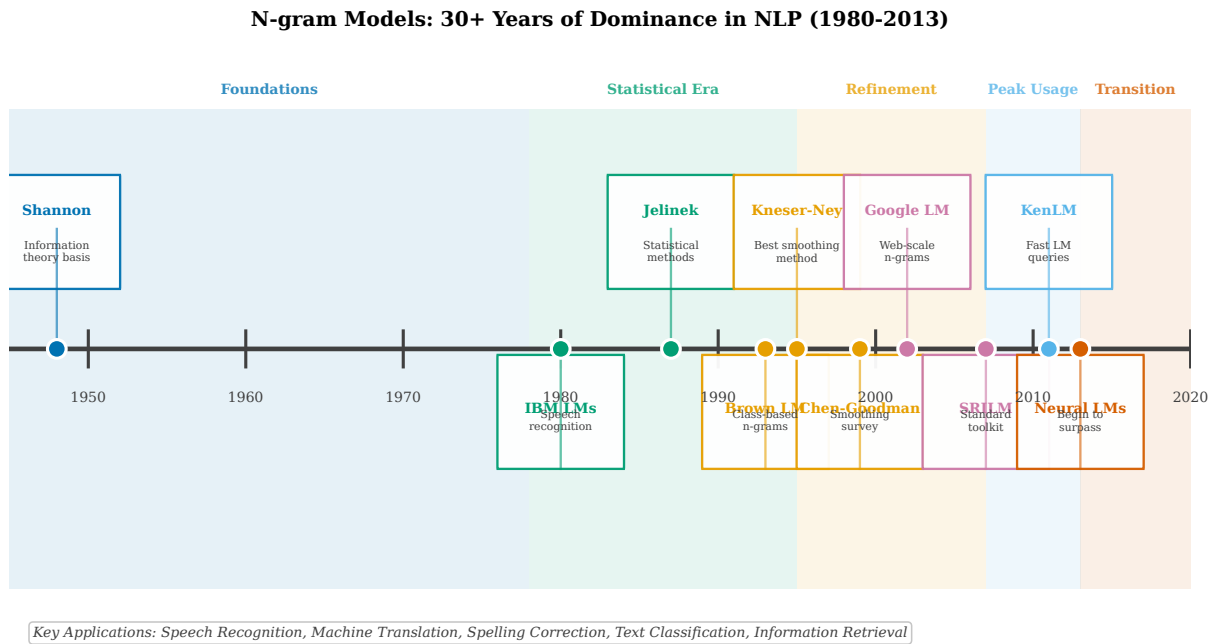 N-gram Models: 30+ Years of Dominance in NLP (1980-2013)
Foundations
Statistical Era
Refinement
Peak Usage
Transition
Shannon
Information
theory basis
Jelinek
Statistical
methods
Kneser-Ney
Best smoothing
method
Google LM
Web-scale
n-grams
KenLM
Fast LM
queries
1950
1960
1970
1980
1990
2000
2010
2020
IBM LMs
Speech
recognition
Brown LM
Class-based
n-grams
Chen-Goodman
Smoothing
survey
SRILM
Standard
toolkit
Neural LMs
Begin to
surpass
Key Applications: Speech Recognition, Machine Translation, Spelling Correction, Text Classification, Information Retrieval